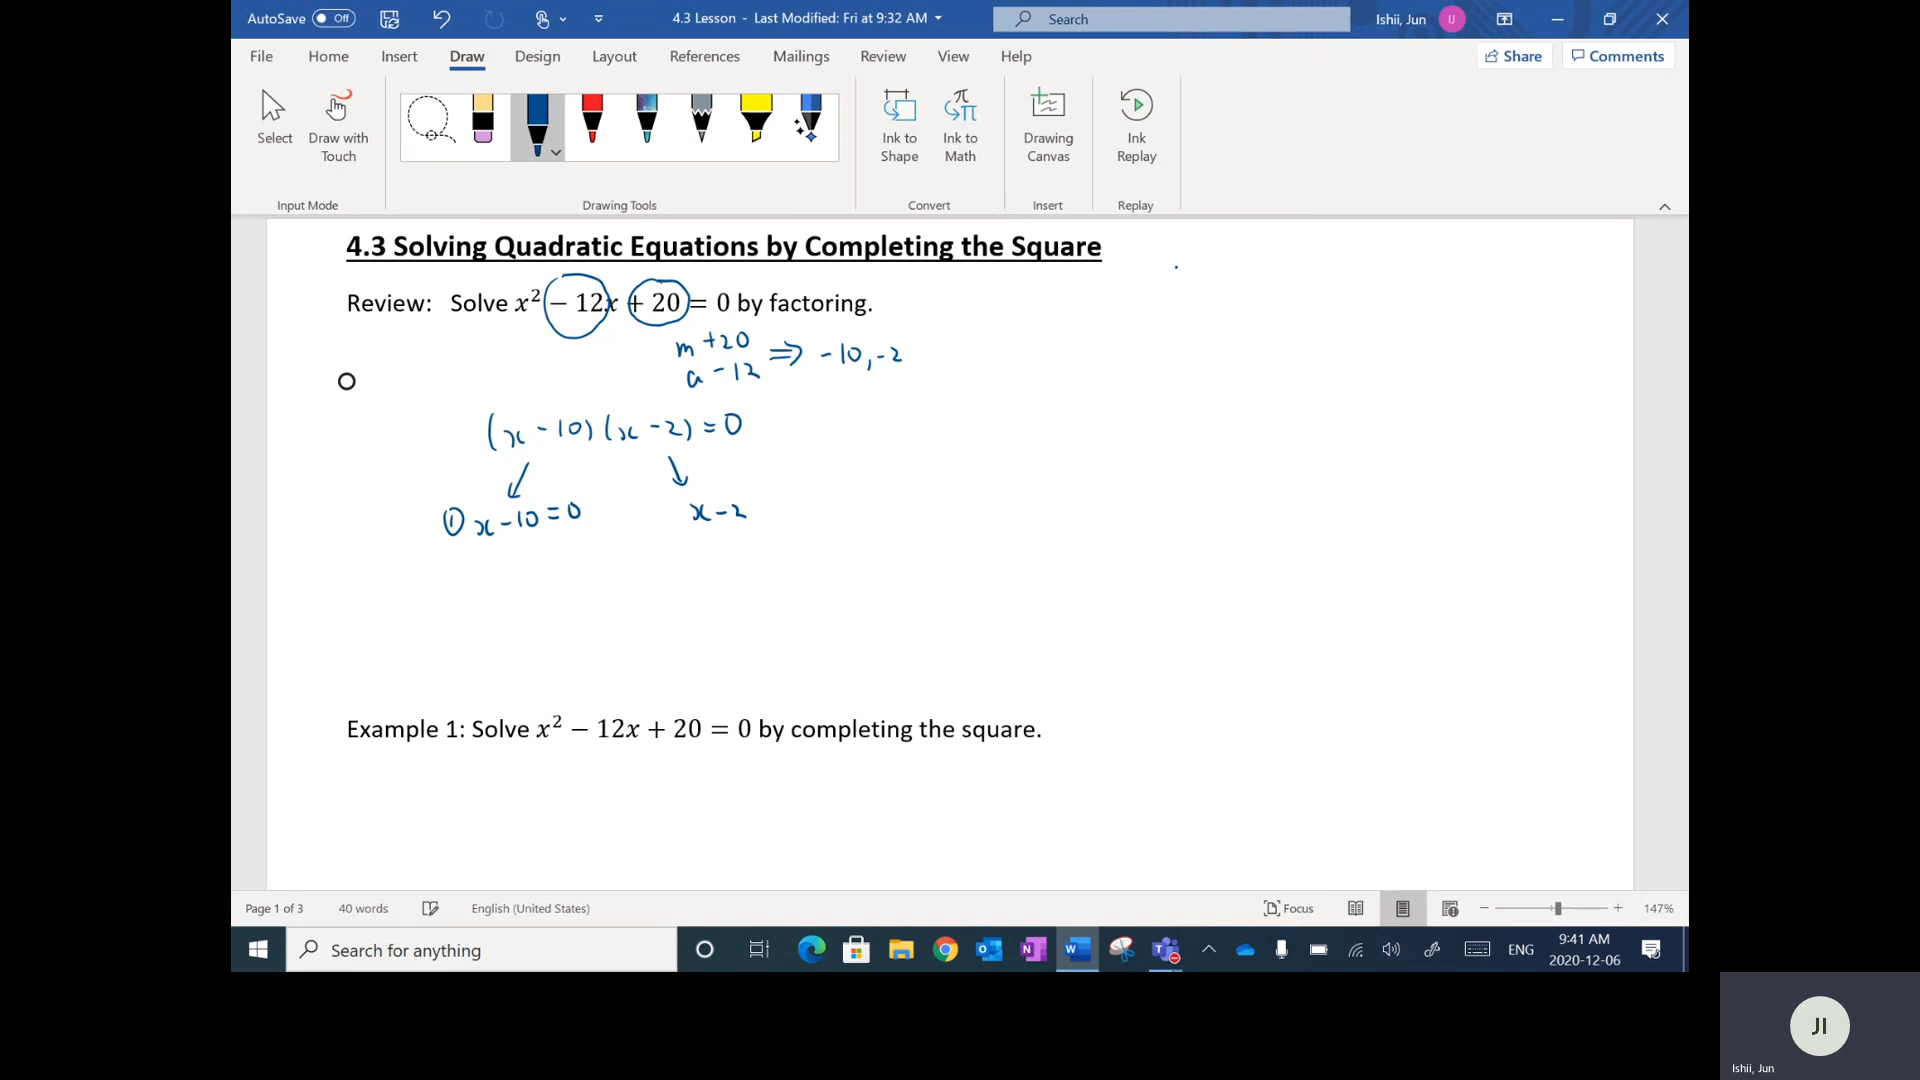 AutoSave Off 4.3 Lesson - Last Modified: Fri at 9:32 AM Search Ishii, Jun IJ
File Home Insert Draw Design Layout References Mailings Review View Help Share Comments
Select
Draw with Touch
Ink to Shape
Ink to Math
Drawing Canvas
Ink Replay
Input Mode Drawing Tools Convert Insert Replay
4.3 Solving Quadratic Equations by Completing the Square
Review: Solve x² − 12x + 20 = 0 by factoring.
m +20
a -12 ⇒ -10, -2
(x - 10)(x - 2) = 0
① x - 10 = 0 x - 2
Example 1: Solve x² − 12x + 20 = 0 by completing the square.
Page 1 of 3 40 words English (United States) Focus 147%
Search for anything ENG 9:41 AM
2020-12-06
JI
Ishii, Jun